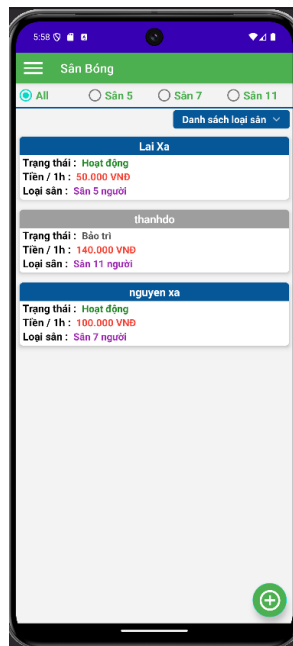 5:58
Sân Bóng
All Sân 5 Sân 7 Sân 11
Danh sách loại sân
Lai Xa
Trạng thái : Hoạt động
Tiền / 1h : 50.000 VNĐ
Loại sân : Sân 5 người
thanhdo
Trạng thái : Bảo trì
Tiền / 1h : 140.000 VNĐ
Loại sân : Sân 11 người
nguyen xa
Trạng thái : Hoạt động
Tiền / 1h : 100.000 VNĐ
Loại sân : Sân 7 người